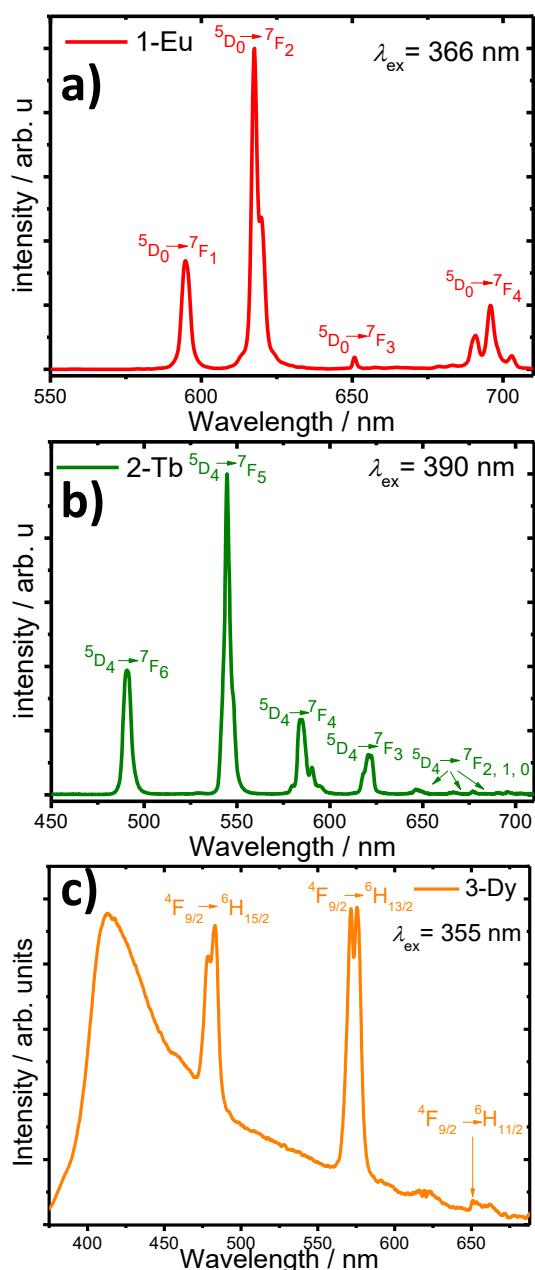 1-Eu
⁵D₀→⁷F₂
λex = 366 nm
a)
⁵D₀→⁷F₁
⁵D₀→⁷F₃
⁵D₀→⁷F₄
intensity / arb. u
550 600 650 700
Wavelength / nm
2-Tb
⁵D₄→⁷F₅
λex = 390 nm
b)
⁵D₄→⁷F₆
⁵D₄→⁷F₄
⁵D₄→⁷F₃
⁵D₄→⁷F₂, ₁, ₀
intensity / arb. u
450 500 550 600 650 700
Wavelength / nm
c)
⁴F₉/₂→⁶H₁₅/₂
⁴F₉/₂→⁶H₁₃/₂
3-Dy
λex = 355 nm
⁴F₉/₂→⁶H₁₁/₂
Intensity / arb. units
400 450 500 550 600 650
Wavelength / nm